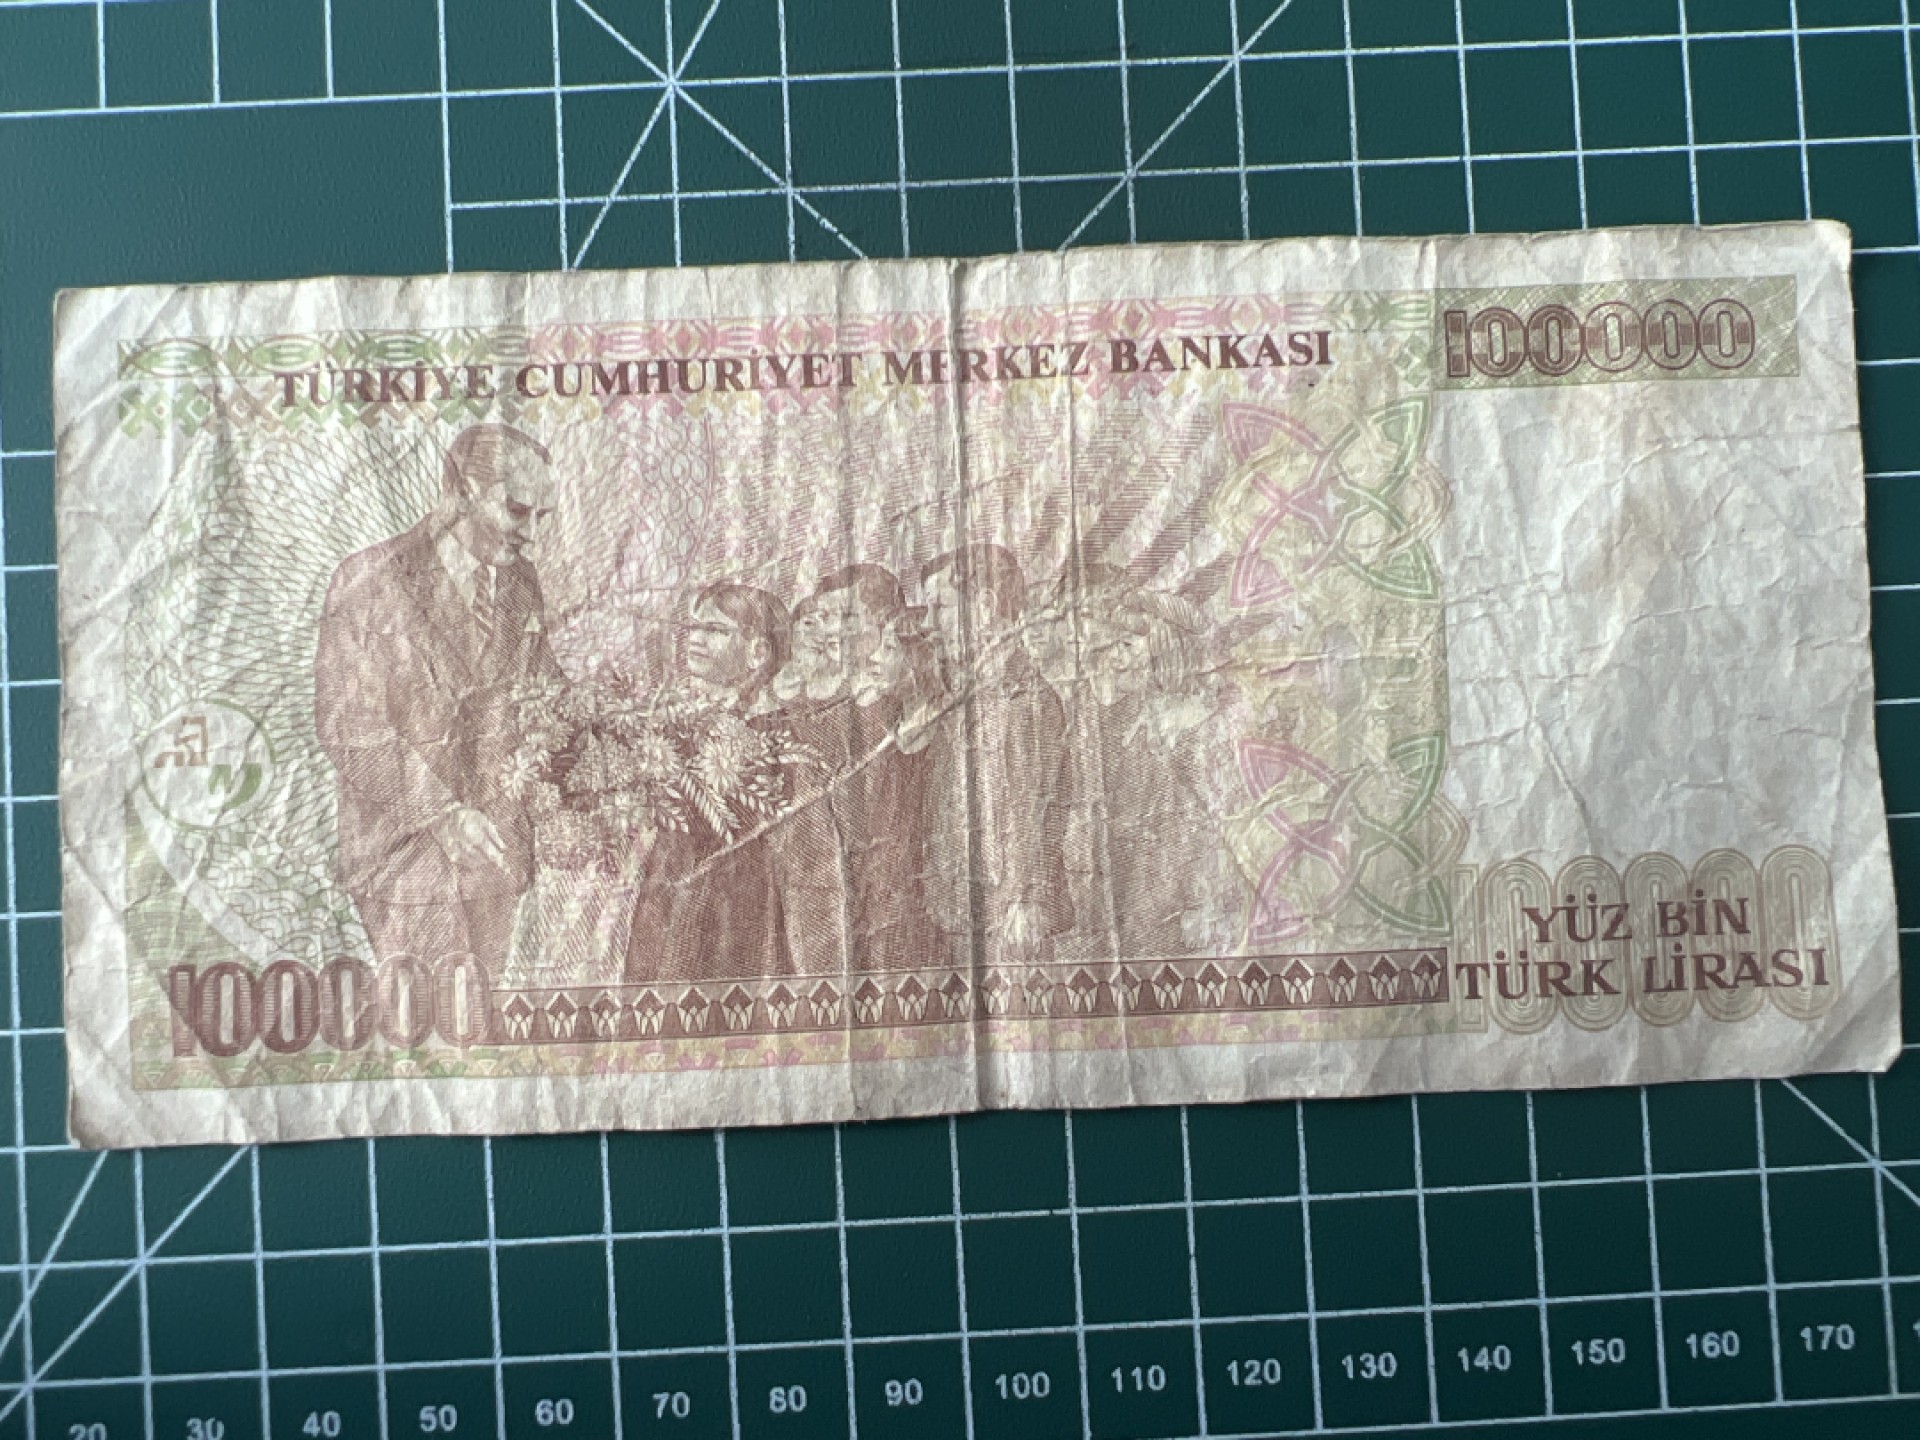 TÜRKİYE CUMHURİYET MERKEZ BANKASI
100000
100000
YÜZ BİN
TÜRK LİRASI
100000
20 30 40 50 60 70 80 90 100 110 120 130 140 150 160 170